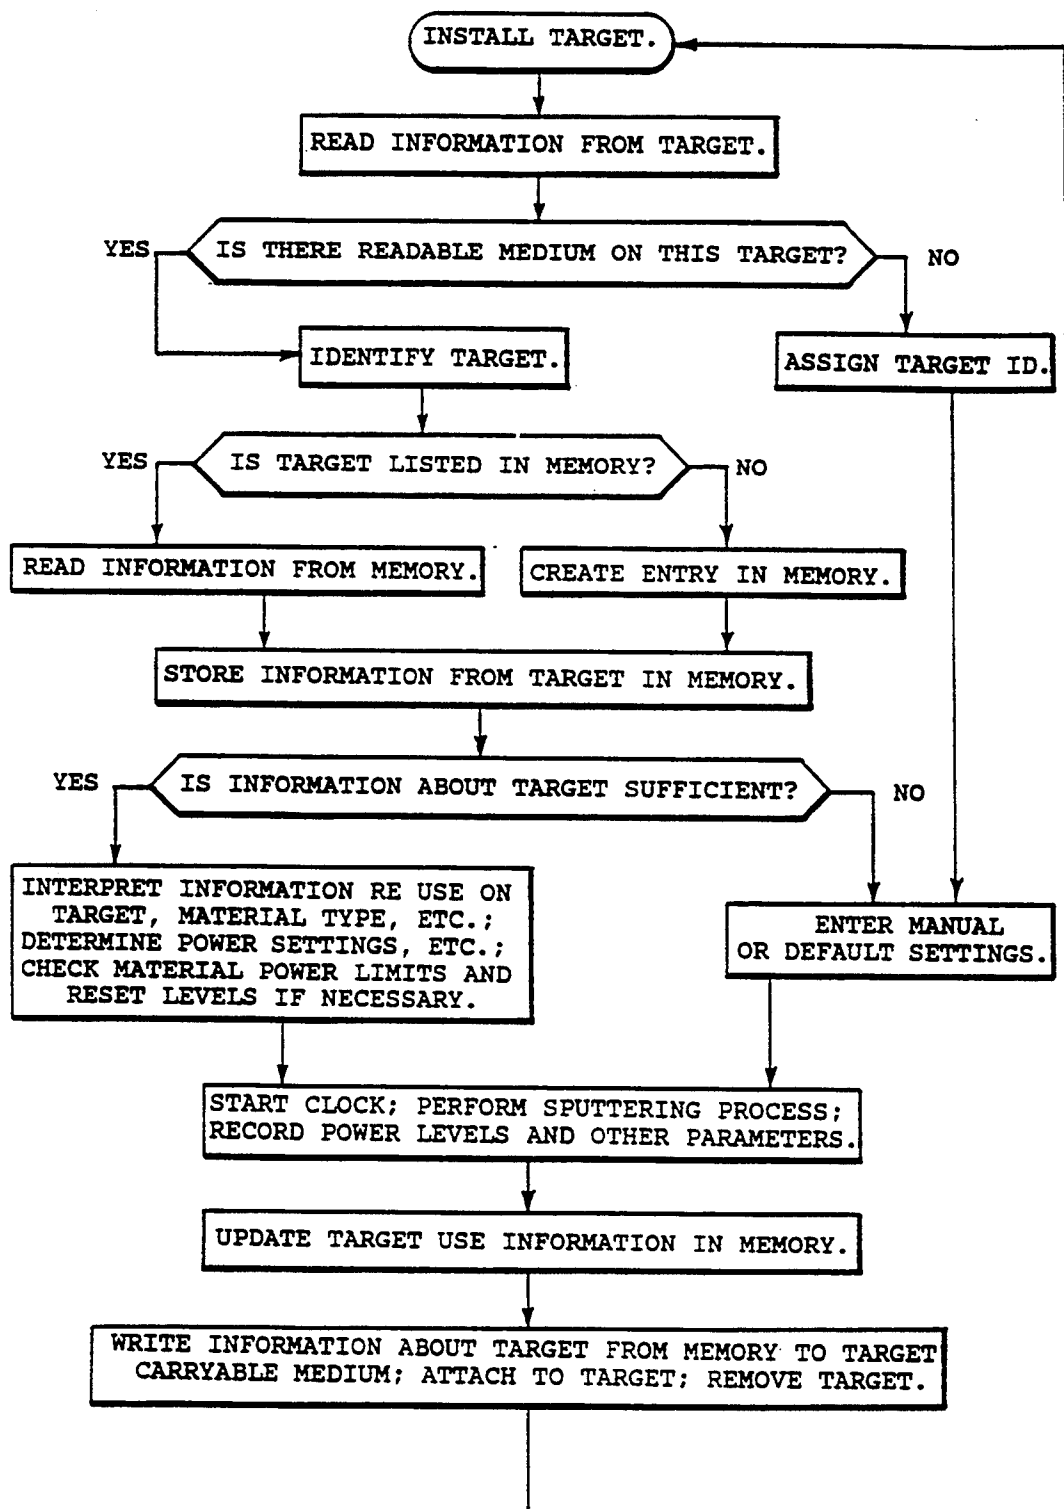 INSTALL TARGET.
READ INFORMATION FROM TARGET.
YES
IS THERE READABLE MEDIUM ON THIS TARGET?
NO
IDENTIFY TARGET.
ASSIGN TARGET ID.
YES
IS TARGET LISTED IN MEMORY?
NO
READ INFORMATION FROM MEMORY.
CREATE ENTRY IN MEMORY.
STORE INFORMATION FROM TARGET IN MEMORY.
YES
IS INFORMATION ABOUT TARGET SUFFICIENT?
NO
INTERPRET INFORMATION RE USE ON
TARGET, MATERIAL TYPE, ETC.;
DETERMINE POWER SETTINGS, ETC.;
CHECK MATERIAL POWER LIMITS AND
RESET LEVELS IF NECESSARY.
ENTER MANUAL
OR DEFAULT SETTINGS.
START CLOCK; PERFORM SPUTTERING PROCESS;
RECORD POWER LEVELS AND OTHER PARAMETERS.
UPDATE TARGET USE INFORMATION IN MEMORY.
WRITE INFORMATION ABOUT TARGET FROM MEMORY TO TARGET
CARRYABLE MEDIUM; ATTACH TO TARGET; REMOVE TARGET.